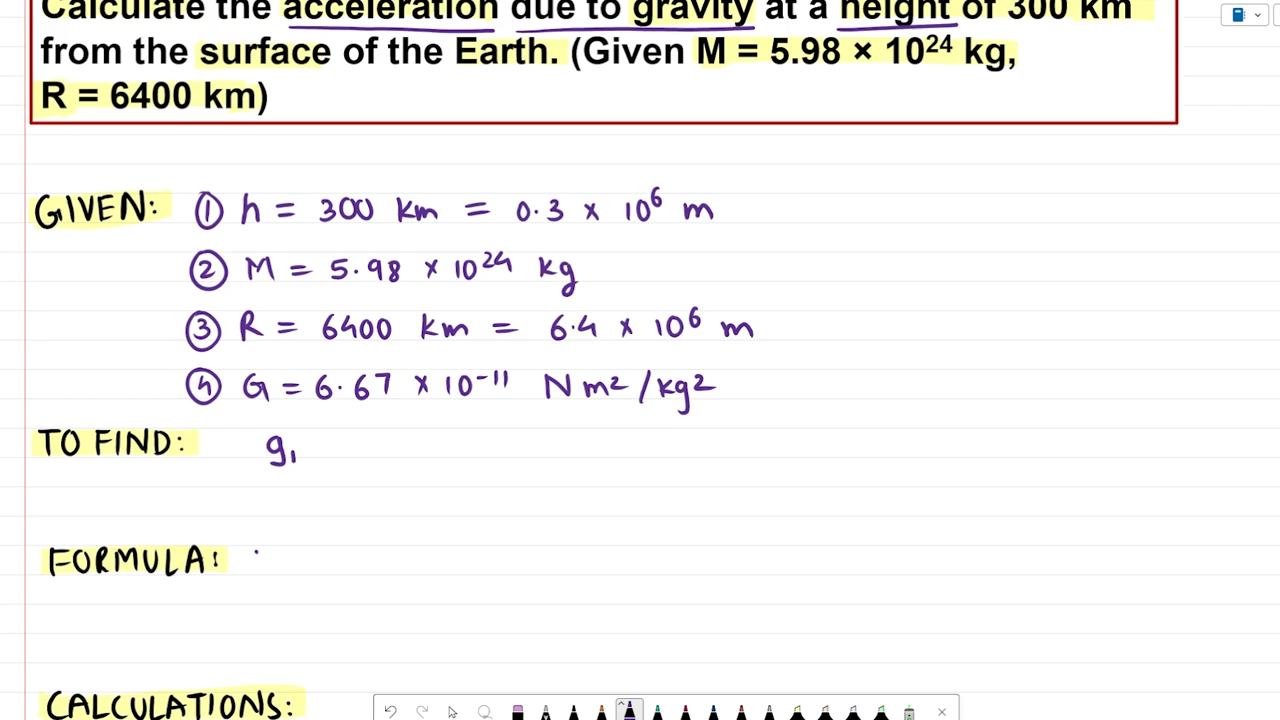 Calculate the acceleration due to gravity at a height of 300 km
from the surface of the Earth. (Given M = 5.98 × 10²⁴ kg,
R = 6400 km)
GIVEN: ① h = 300 km = 0.3 × 10⁶ m
② M = 5.98 × 10²⁴ kg
③ R = 6400 km = 6.4 × 10⁶ m
④ G = 6.67 × 10⁻¹¹ Nm²/kg²
TO FIND: g₁
FORMULA:
CALCULATIONS: